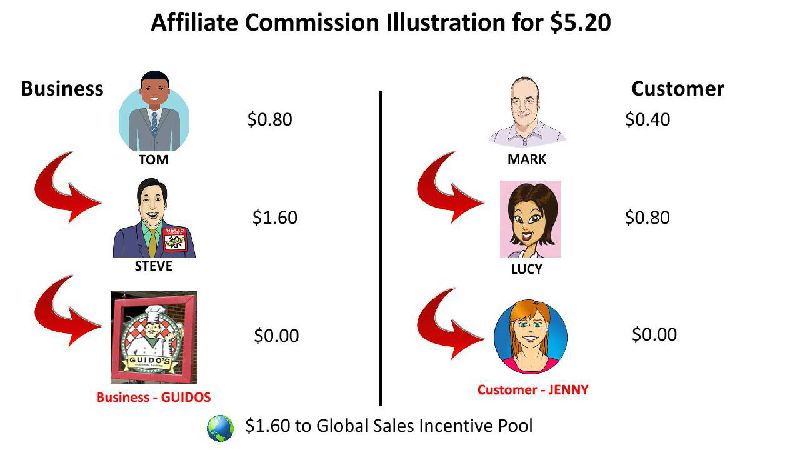 Affiliate Commission Illustration for $5.20
Business
Customer
$0.80
$0.40
TOM
MARK
$1.60
$0.80
STEVE
LUCY
$0.00
$0.00
GUIDO'S
Business - GUIDOS
Customer - JENNY
$1.60 to Global Sales Incentive Pool